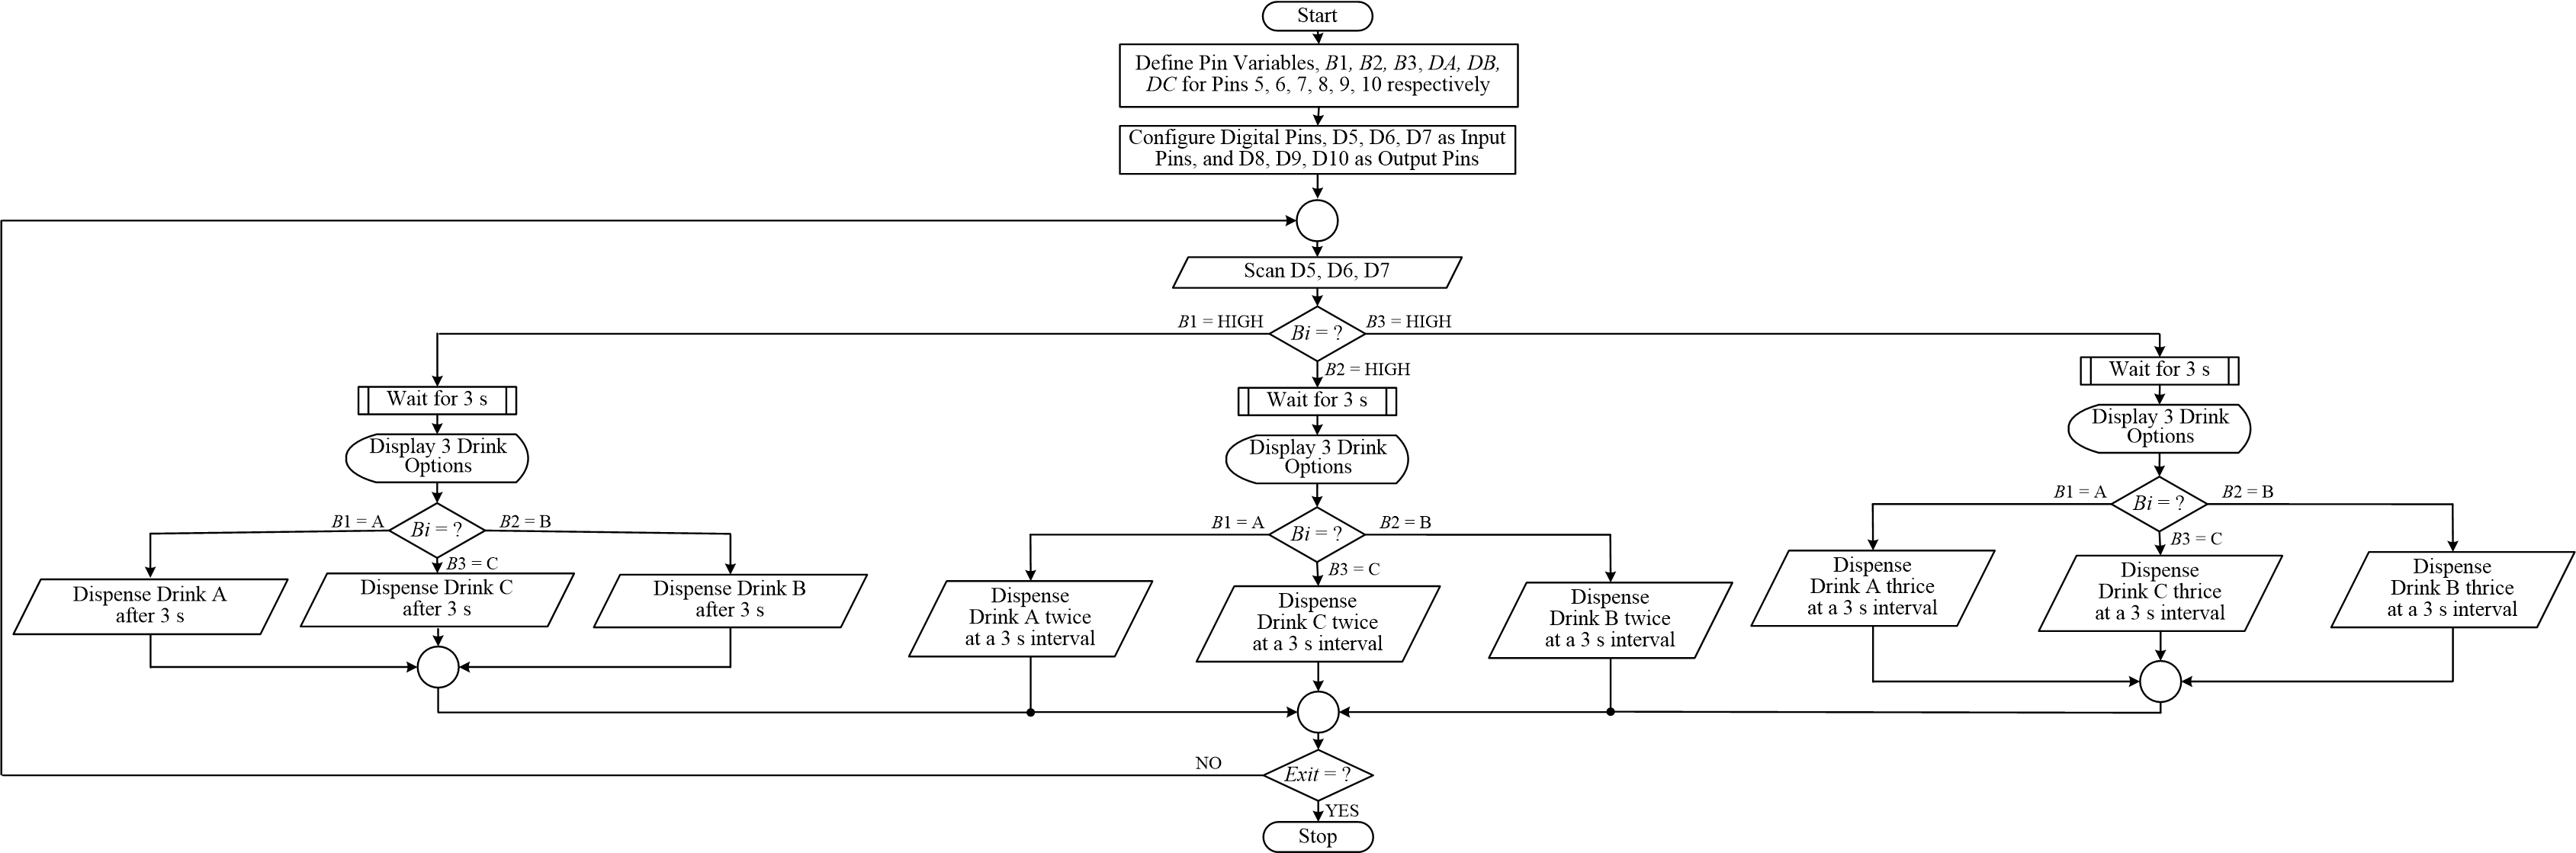 Start
Define Pin Variables, B1, B2, B3, DA, DB,
DC for Pins 5, 6, 7, 8, 9, 10 respectively
Configure Digital Pins, D5, D6, D7 as Input
Pins, and D8, D9, D10 as Output Pins
Scan D5, D6, D7
B1 = HIGH
Bi = ?
B3 = HIGH
B2 = HIGH
Wait for 3 s
Display 3 Drink
Options
B1 = A
Bi = ?
B2 = B
B3 = C
Dispense Drink A
after 3 s
Dispense Drink C
after 3 s
Dispense Drink B
after 3 s
Wait for 3 s
Display 3 Drink
Options
B1 = A
Bi = ?
B2 = B
B3 = C
Dispense
Drink A twice
at a 3 s interval
Dispense
Drink C twice
at a 3 s interval
Dispense
Drink B twice
at a 3 s interval
Wait for 3 s
Display 3 Drink
Options
B1 = A
Bi = ?
B2 = B
B3 = C
Dispense
Drink A thrice
at a 3 s interval
Dispense
Drink C thrice
at a 3 s interval
Dispense
Drink B thrice
at a 3 s interval
NO
Exit = ?
YES
Stop